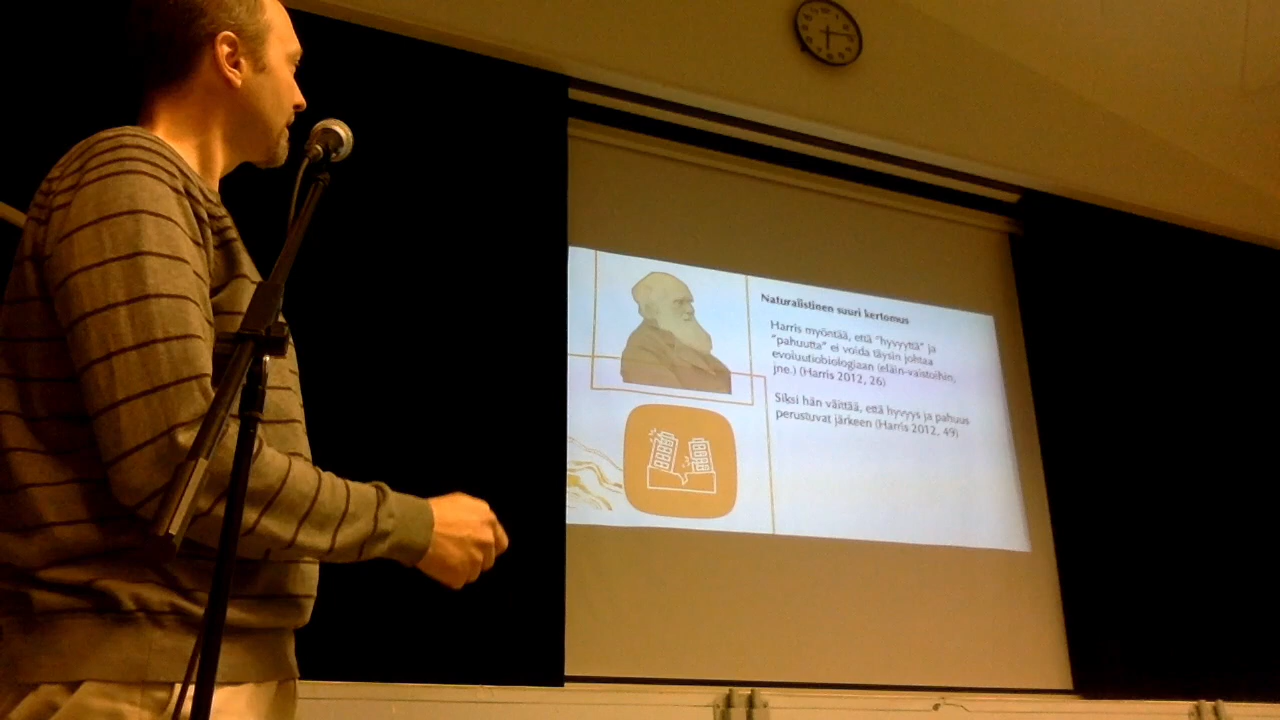 Naturalistinen suuri kertomus
Harris myöntää, että "hyvyyttä" ja
"pahuutta" ei voida täysin johtaa
evoluutiobiologiaan (eläin-vaistoihin,
jne.) (Harris 2012, 26)
Siksi hän väittää, että hyvyys ja pahuus
perustuvat järkeen (Harris 2012, 49)